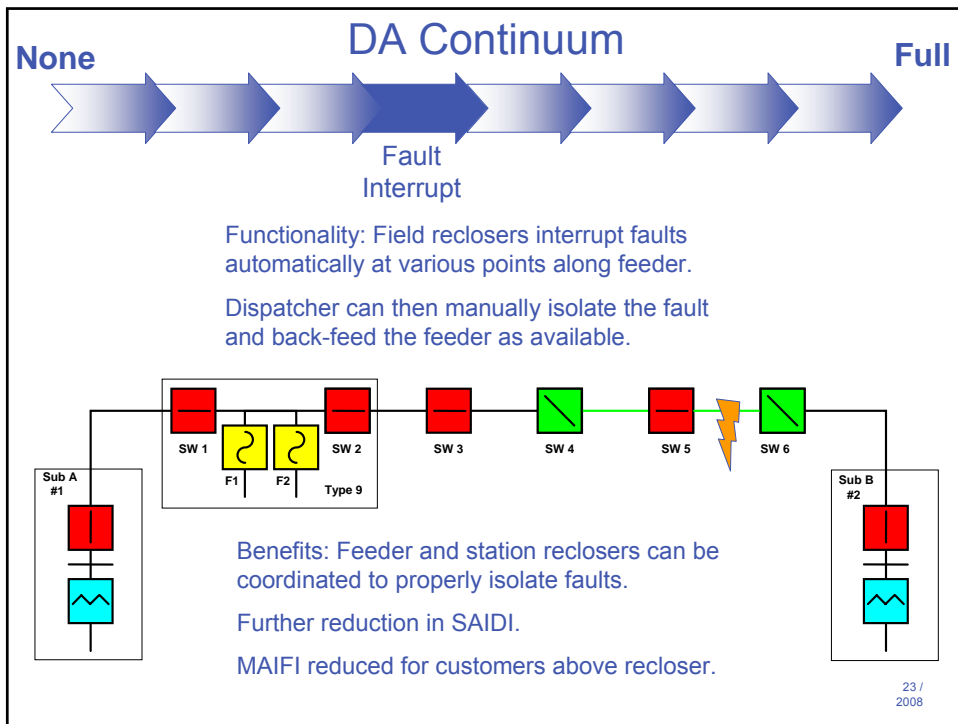 DA Continuum
None
Full
Fault
Interrupt
Functionality: Field reclosers interrupt faults
automatically at various points along feeder.
Dispatcher can then manually isolate the fault
and back-feed the feeder as available.
SW 1
SW 2
SW 3
SW 4
SW 5
SW 6
F1
F2
Type 9
Sub A
#1
Sub B
#2
Benefits: Feeder and station reclosers can be
coordinated to properly isolate faults.
Further reduction in SAIDI.
MAIFI reduced for customers above recloser.
23 /
2008